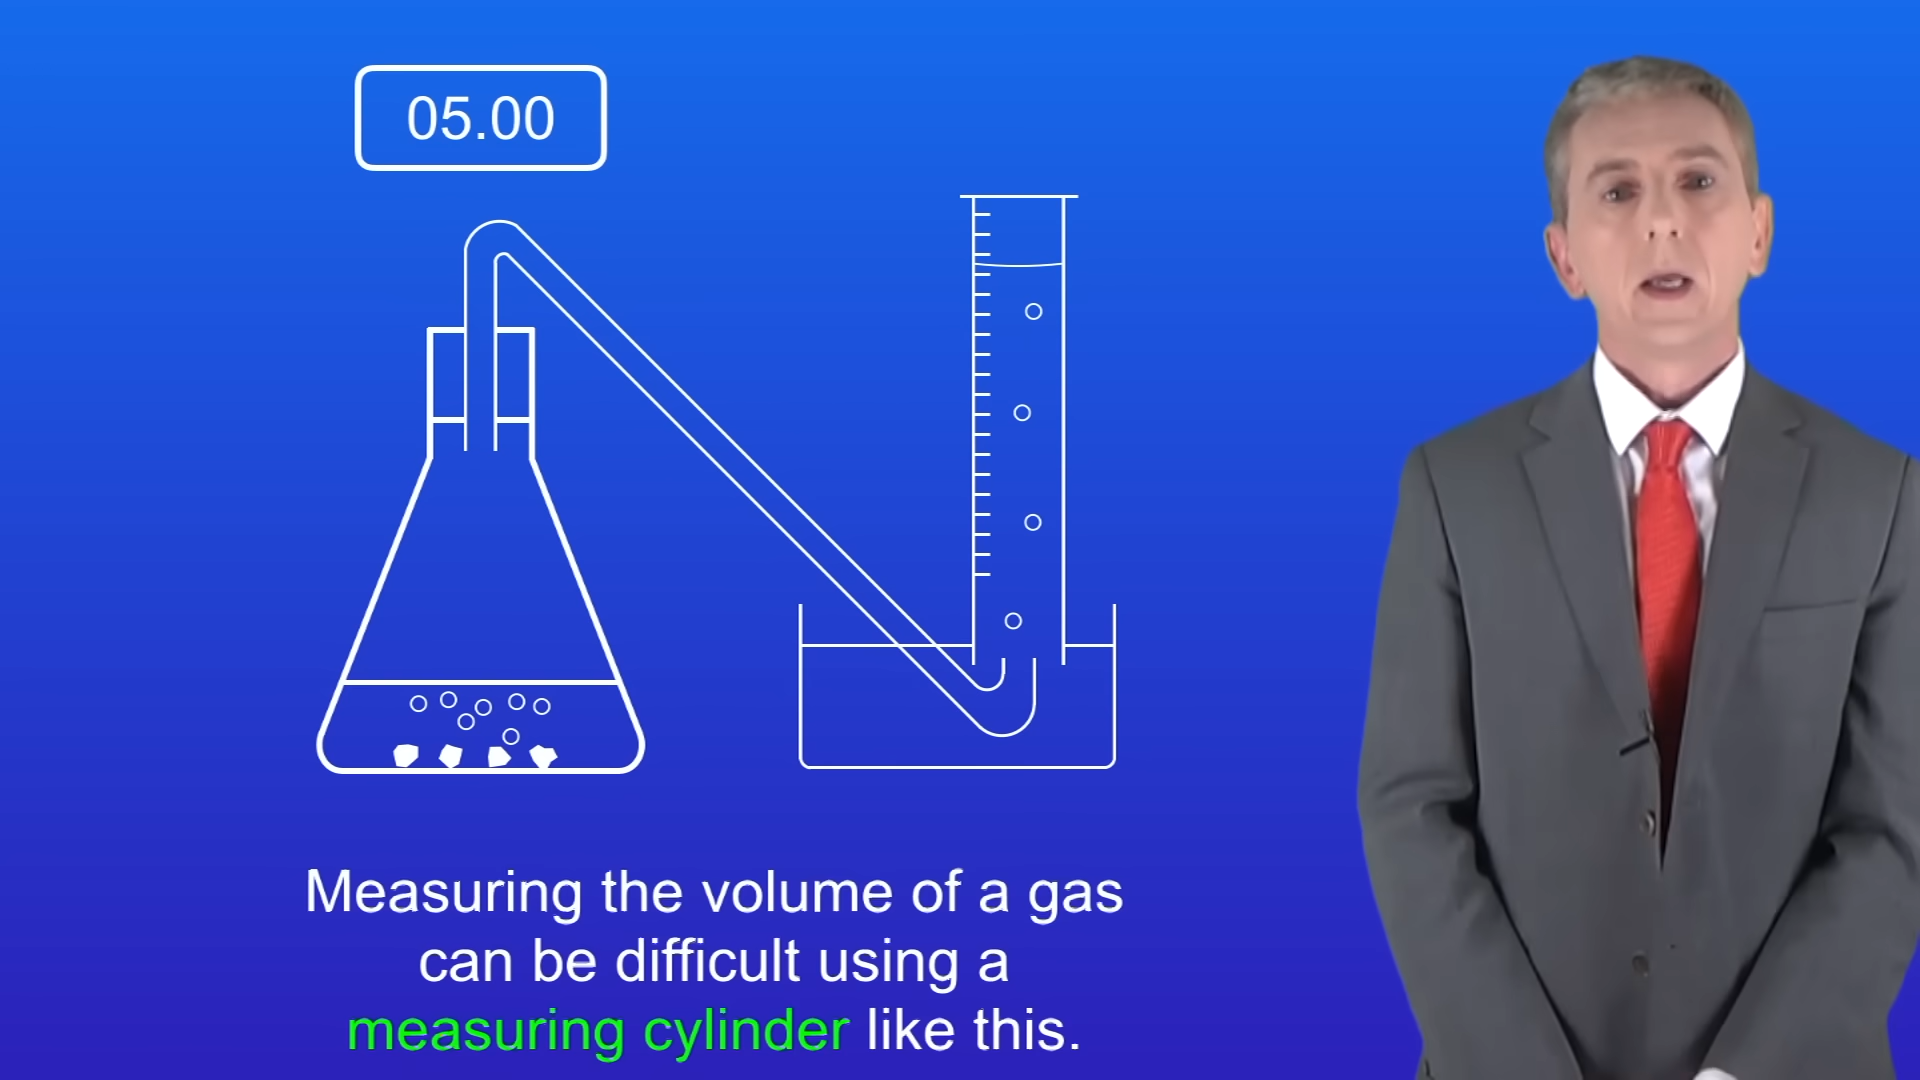 05.00
Measuring the volume of a gas
can be difficult using a
measuring cylinder like this.